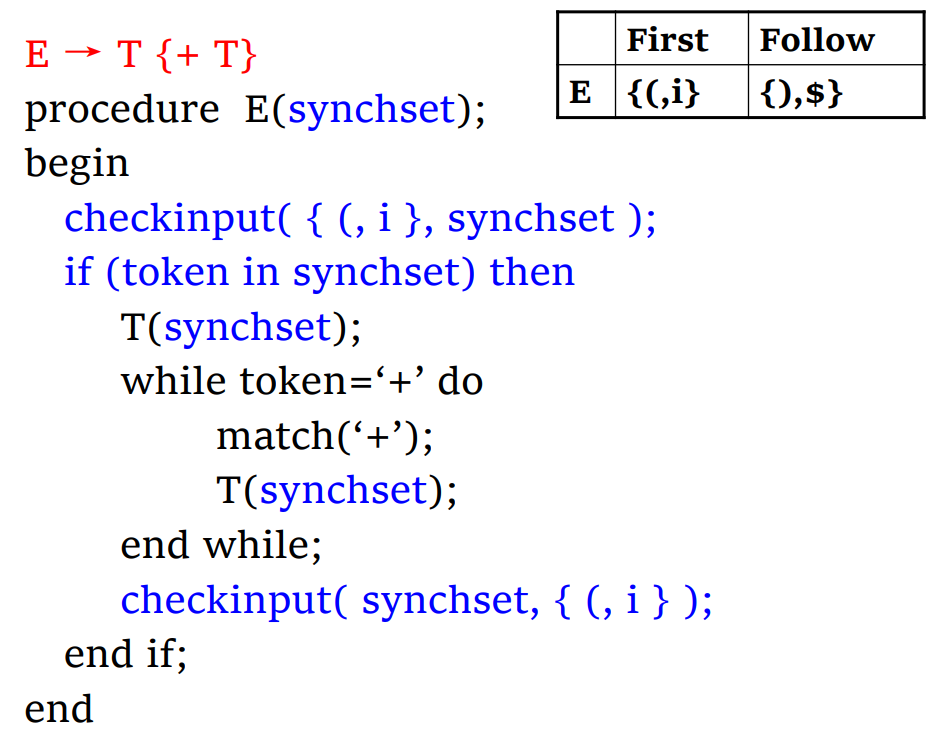 E → T {+ T}
First Follow
E {(,i} {),$}
procedure E(synchset);
begin
checkinput( { (, i }, synchset );
if (token in synchset) then
T(synchset);
while token=‘+’ do
match(‘+’);
T(synchset);
end while;
checkinput( synchset, { (, i } );
end if;
end